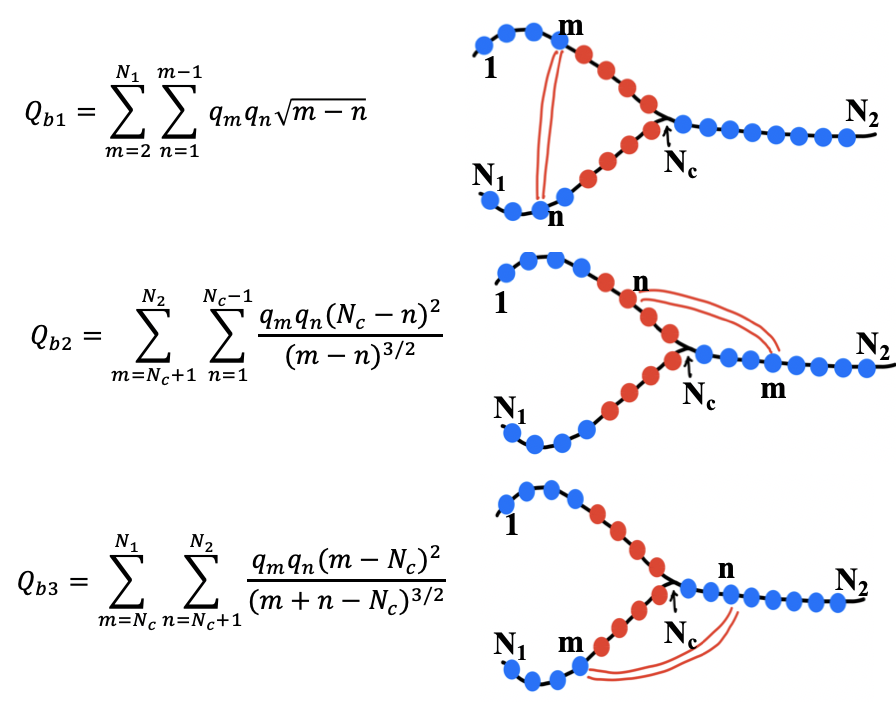 Q_{b1} = \sum_{m=2}^{N_1} \sum_{n=1}^{m-1} q_m q_n \sqrt{m-n}
m
1
N_2
N_c
N_1
n
Q_{b2} = \sum_{m=N_c+1}^{N_2} \sum_{n=1}^{N_c-1} \frac{q_m q_n (N_c - n)^2}{(m-n)^{3/2}}
n
1
N_2
N_c
m
N_1
Q_{b3} = \sum_{m=N_c}^{N_1} \sum_{n=N_c+1}^{N_2} \frac{q_m q_n (m - N_c)^2}{(m+n-N_c)^{3/2}}
1
n
N_2
N_c
N_1
m